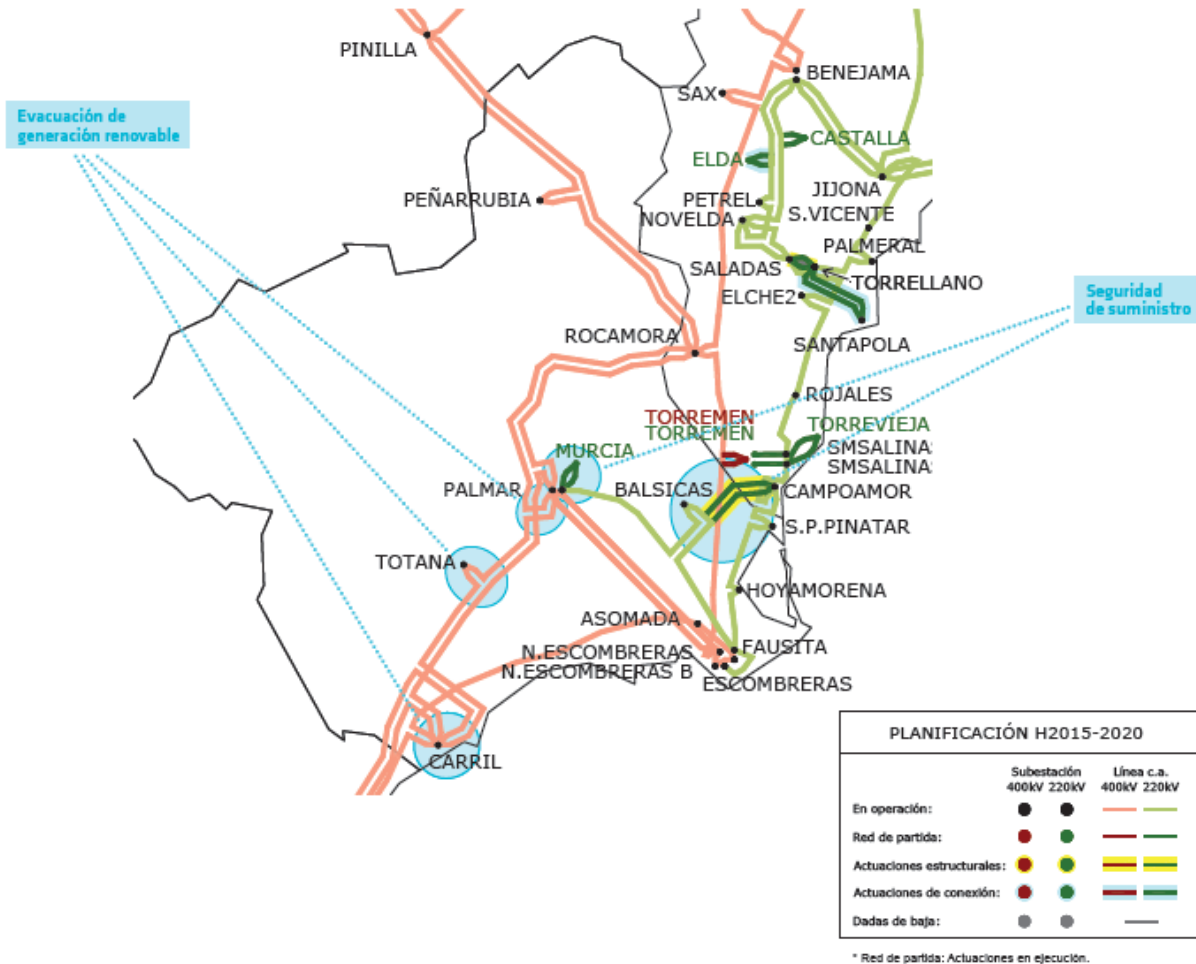 PINILLA
BENEJAMA
SAX
Evacuación de
generación renovable
CASTALLA
ELDA
JIJONA
PEÑARRUBIA
PETREL
S.VICENTE
NOVELDA
PALMERAL
SALADAS
TORRELLANO
ELCHE2
Seguridad
de suministro
ROCAMORA
SANTAPOLA
ROJALES
TORREMEN
TORREMEN
TORREVIEJA
SMSALINAS
SMSALINAS
MURCIA
PALMAR
BALSICAS
CAMPOAMOR
S.P.PINATAR
TOTANA
HOYAMORENA
ASOMADA
FAUSITA
N.ESCOMBRERAS
N.ESCOMBRERAS B
ESCOMBRERAS
CARRIL
PLANIFICACIÓN H2015-2020
Subestación Línea c.a.
400kV 220kV 400kV 220kV
En operación:
Red de partida:
Actuaciones estructurales:
Actuaciones de conexión:
Dadas de baja:
* Red de partida: Actuaciones en ejecución.